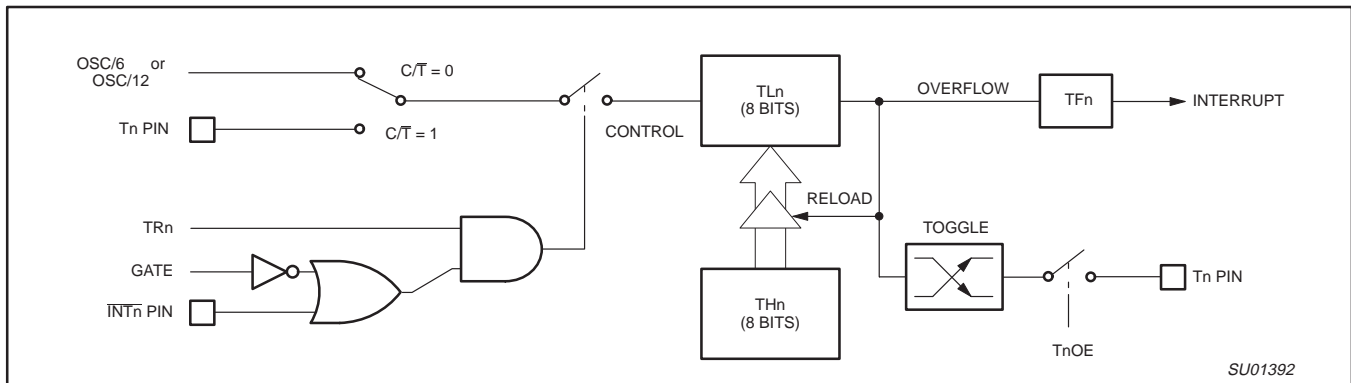 OSC/6 or
OSC/12
C/T̅ = 0
Tn PIN
C/T̅ = 1
CONTROL
TLn
(8 BITS)
OVERFLOW
TFn
INTERRUPT
RELOAD
TOGGLE
TRn
GATE
I̅N̅T̅n̅ PIN
THn
(8 BITS)
Tn PIN
TnOE
SU01392